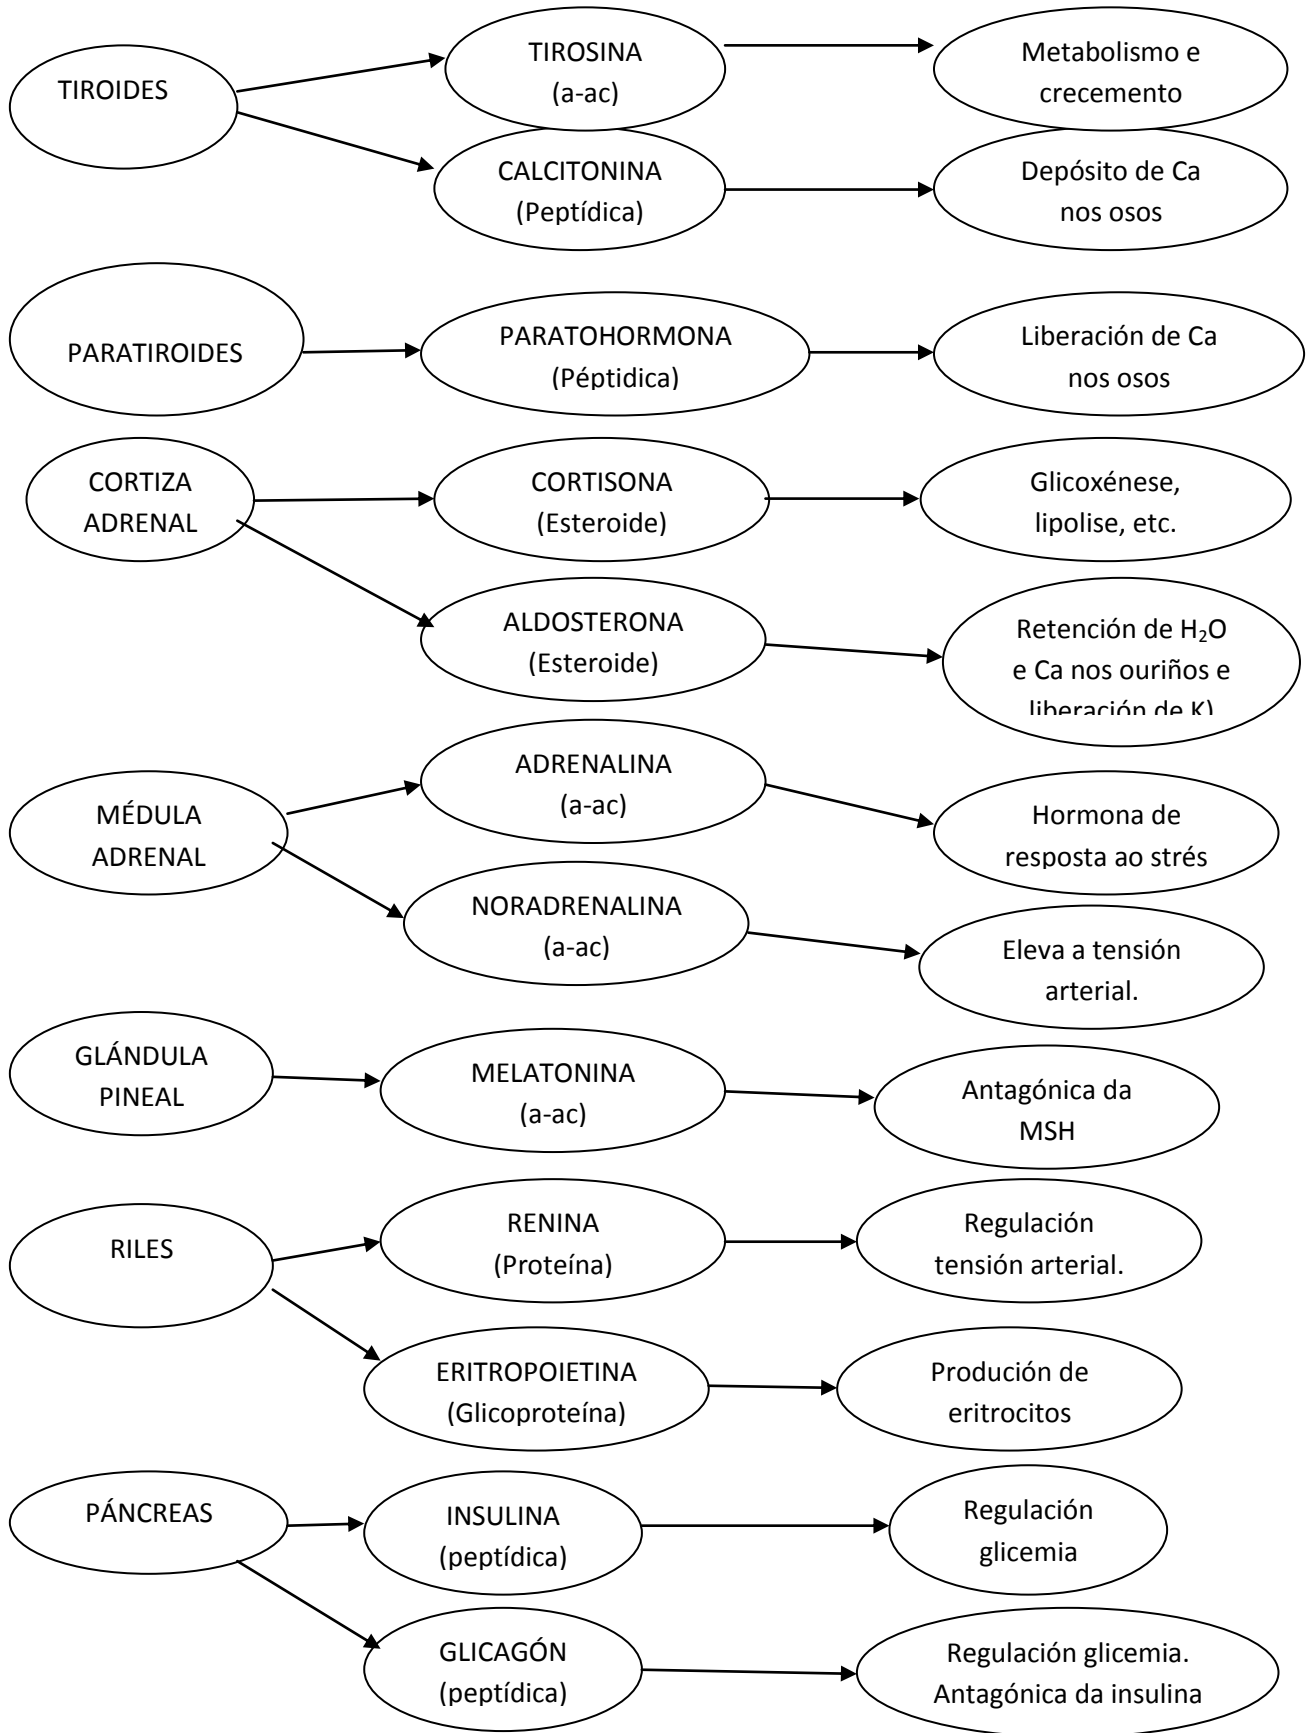 TIROIDES
TIROSINA
(a-ac)
Metabolismo e
crecemento
CALCITONINA
(Peptídica)
Depósito de Ca
nos osos
PARATIROIDES
PARATOHORMONA
(Péptidica)
Liberación de Ca
nos osos
CORTIZA
ADRENAL
CORTISONA
(Esteroide)
Glicoxénese,
lipolise, etc.
ALDOSTERONA
(Esteroide)
Retención de H₂O
e Ca nos ouriños e
liberación de K)
MÉDULA
ADRENAL
ADRENALINA
(a-ac)
Hormona de
resposta ao strés
NORADRENALINA
(a-ac)
Eleva a tensión
arterial.
GLÁNDULA
PINEAL
MELATONINA
(a-ac)
Antagónica da
MSH
RILES
RENINA
(Proteína)
Regulación
tensión arterial.
ERITROPOIETINA
(Glicoproteína)
Produción de
eritrocitos
PÁNCREAS
INSULINA
(peptídica)
Regulación
glicemia
GLICAGÓN
(peptídica)
Regulación glicemia.
Antagónica da insulina